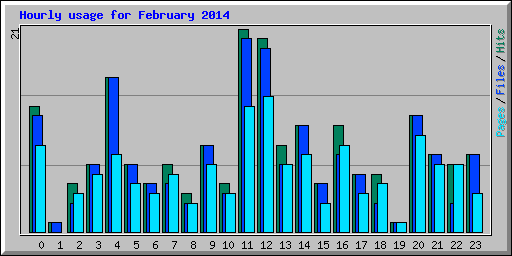 Hourly usage for February 2014
21
Pages/Files/Hits
0 1 2 3 4 5 6 7 8 9 10 11 12 13 14 15 16 17 18 19 20 21 22 23